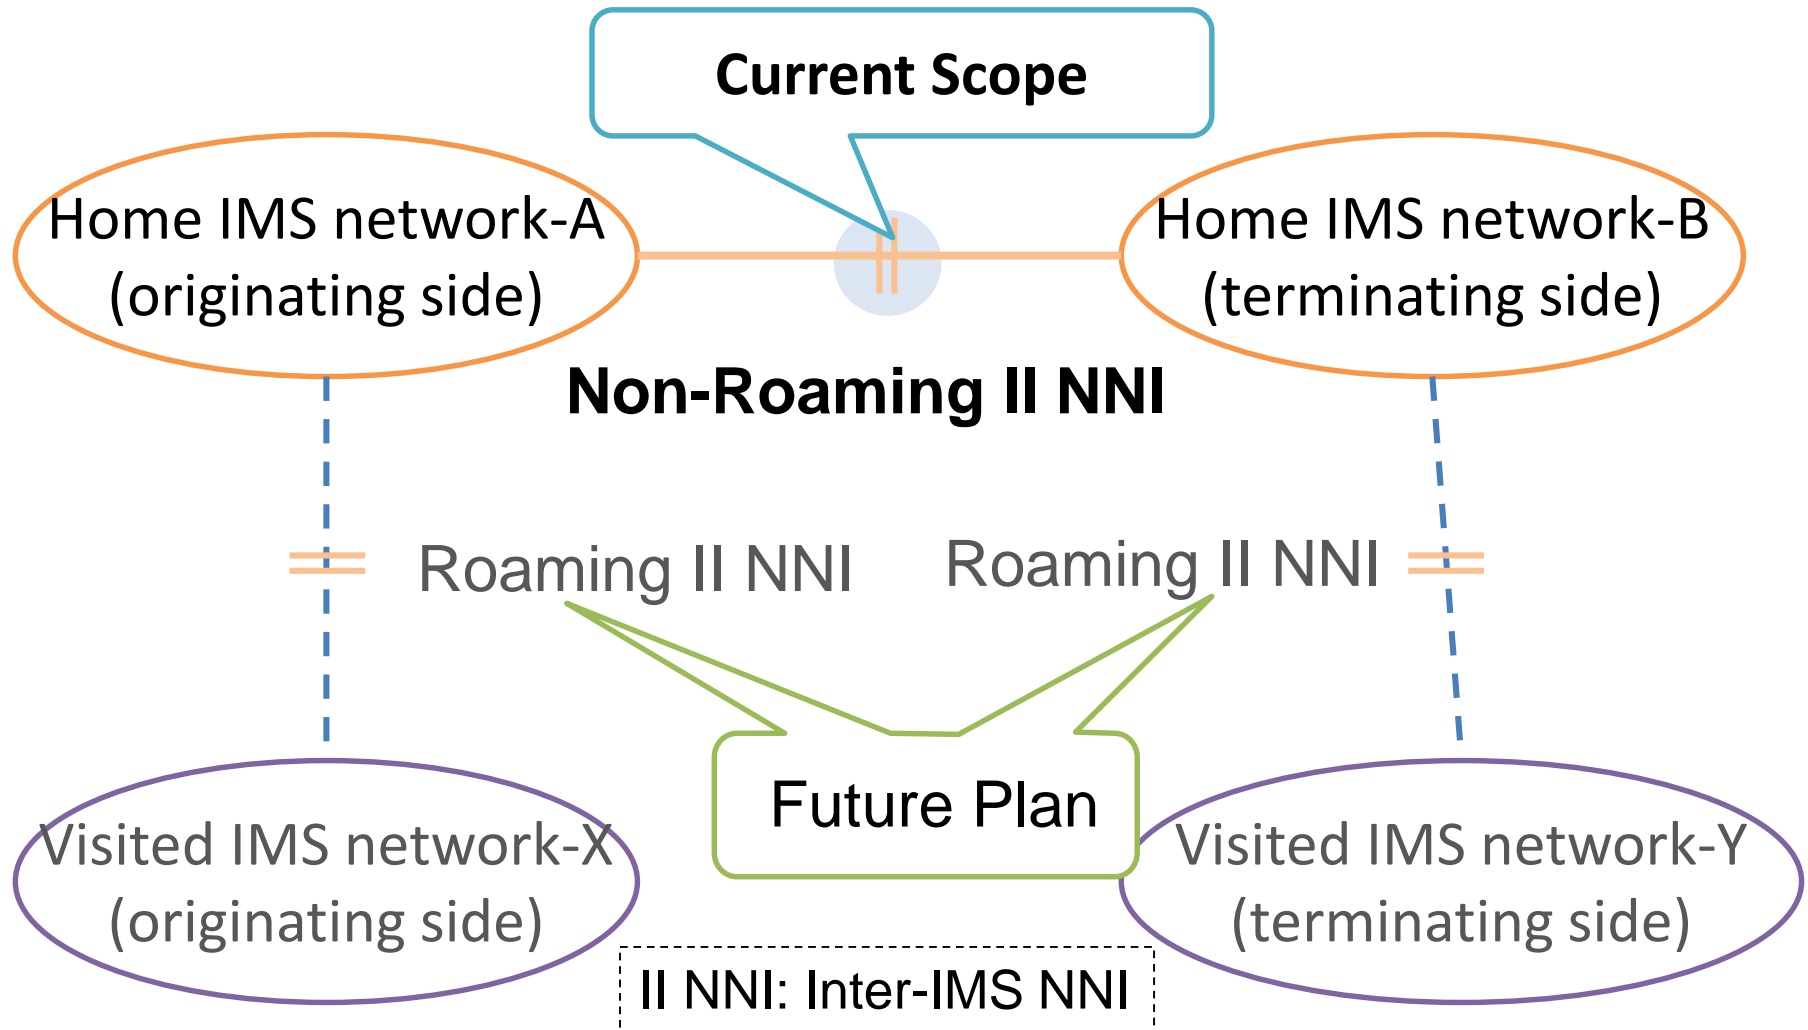 Current Scope
Home IMS network-A
(originating side)
Home IMS network-B
(terminating side)
Non-Roaming II NNI
Roaming II NNI
Roaming II NNI
Future Plan
Visited IMS network-X
(originating side)
Visited IMS network-Y
(terminating side)
II NNI: Inter-IMS NNI